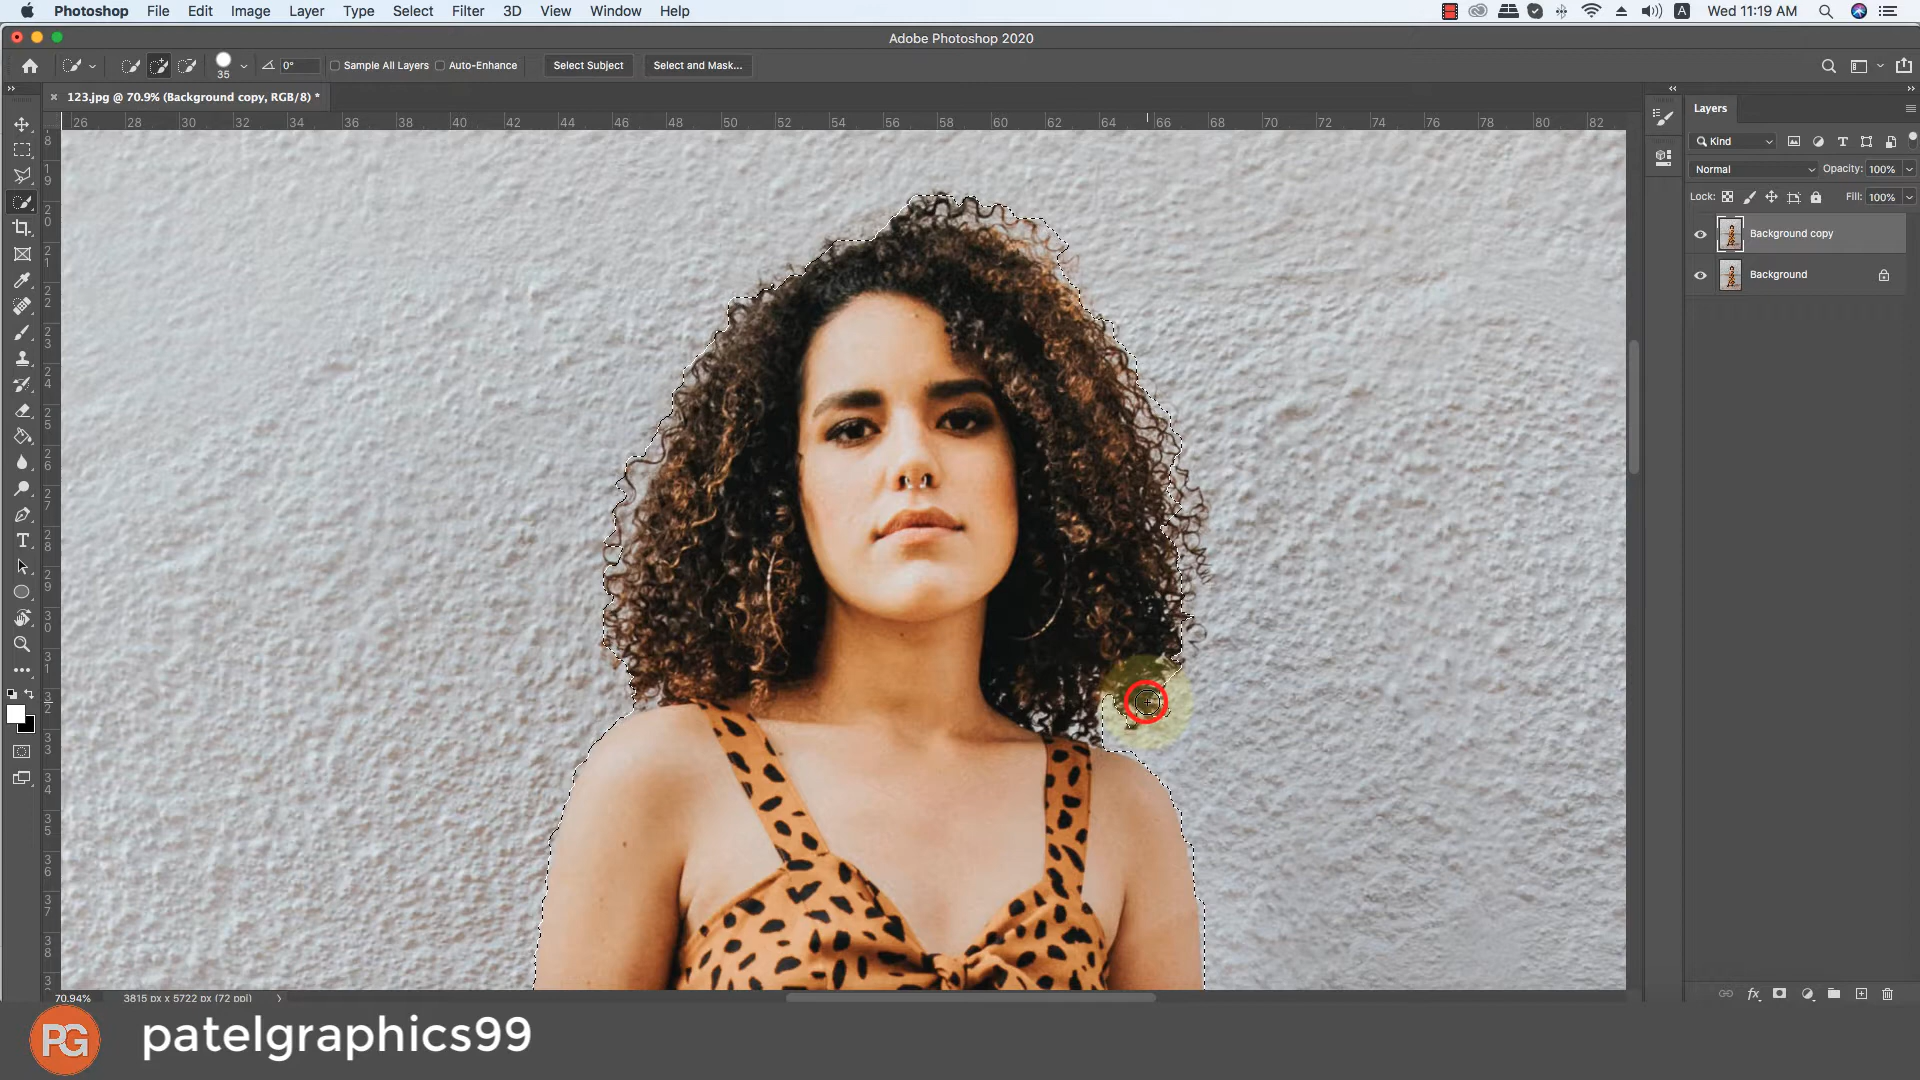 Photoshop File Edit Image Layer Type Select Filter 3D View Window Help A Wed 11:19 AM
Adobe Photoshop 2020
35 0° Sample All Layers Auto-Enhance Select Subject Select and Mask...
123.jpg @ 70.9% (Background copy, RGB/8) *
26 28 30 32 34 36 38 40 42 44 46 48 50 52 54 56 58 60 62 64 66 68 70 72 74 76 78 80 82
Layers
Kind
Normal Opacity: 100%
Lock: Fill: 100%
Background copy
Background
70.94% 3815 px x 5722 px (72 ppi)
fx
PG patelgraphics99